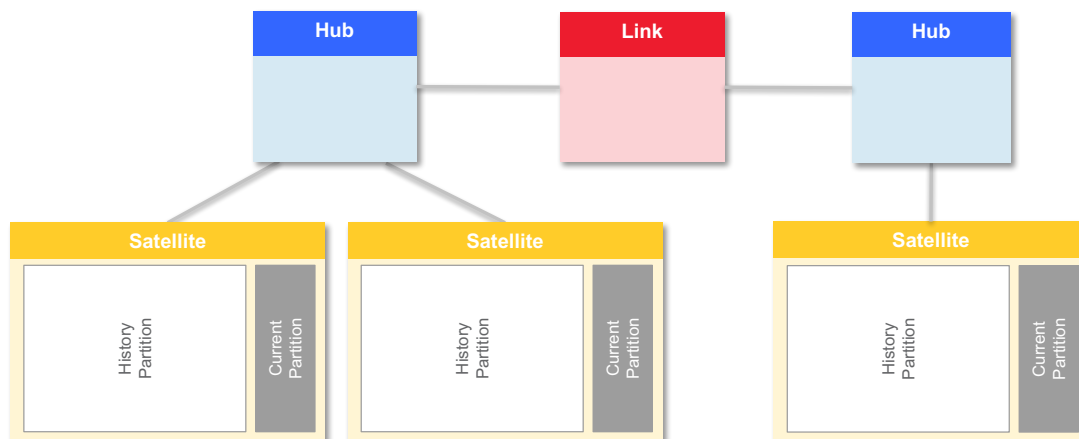 Hub
Link
Hub
Satellite
Satellite
Satellite
History
Partition
Current
Partition
History
Partition
Current
Partition
History
Partition
Current
Partition